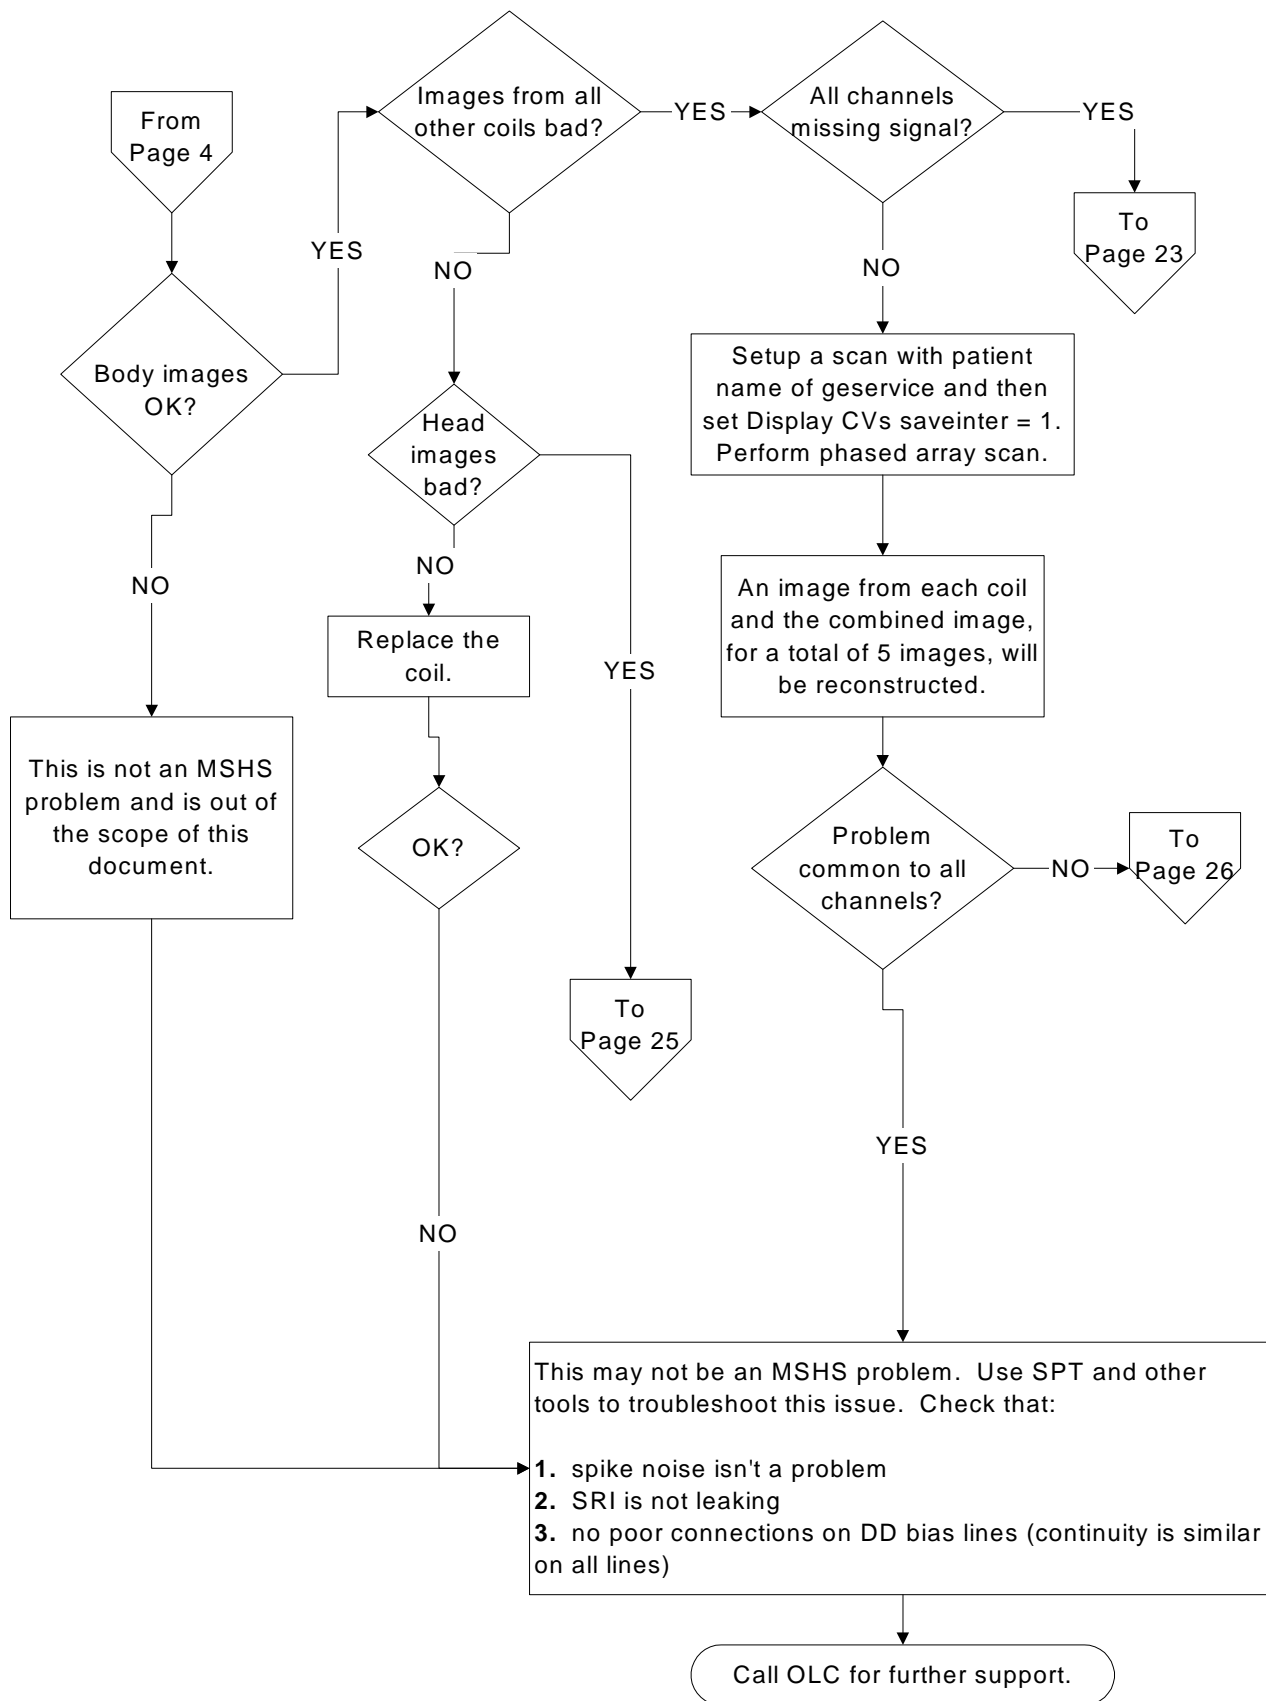 From
Page 4
Body images
OK?
YES
NO
This is not an MSHS
problem and is out of
the scope of this
document.
Images from all
other coils bad?
YES
NO
Head
images
bad?
NO
YES
Replace the
coil.
OK?
NO
To
Page 25
All channels
missing signal?
YES
To
Page 23
NO
Setup a scan with patient
name of geservice and then
set Display CVs saveinter = 1.
Perform phased array scan.
An image from each coil
and the combined image,
for a total of 5 images, will
be reconstructed.
Problem
common to all
channels?
NO
To
Page 26
YES
This may not be an MSHS problem.  Use SPT and other
tools to troubleshoot this issue.  Check that:
1.  spike noise isn't a problem
2.  SRI is not leaking
3.  no poor connections on DD bias lines (continuity is similar
on all lines)
Call OLC for further support.